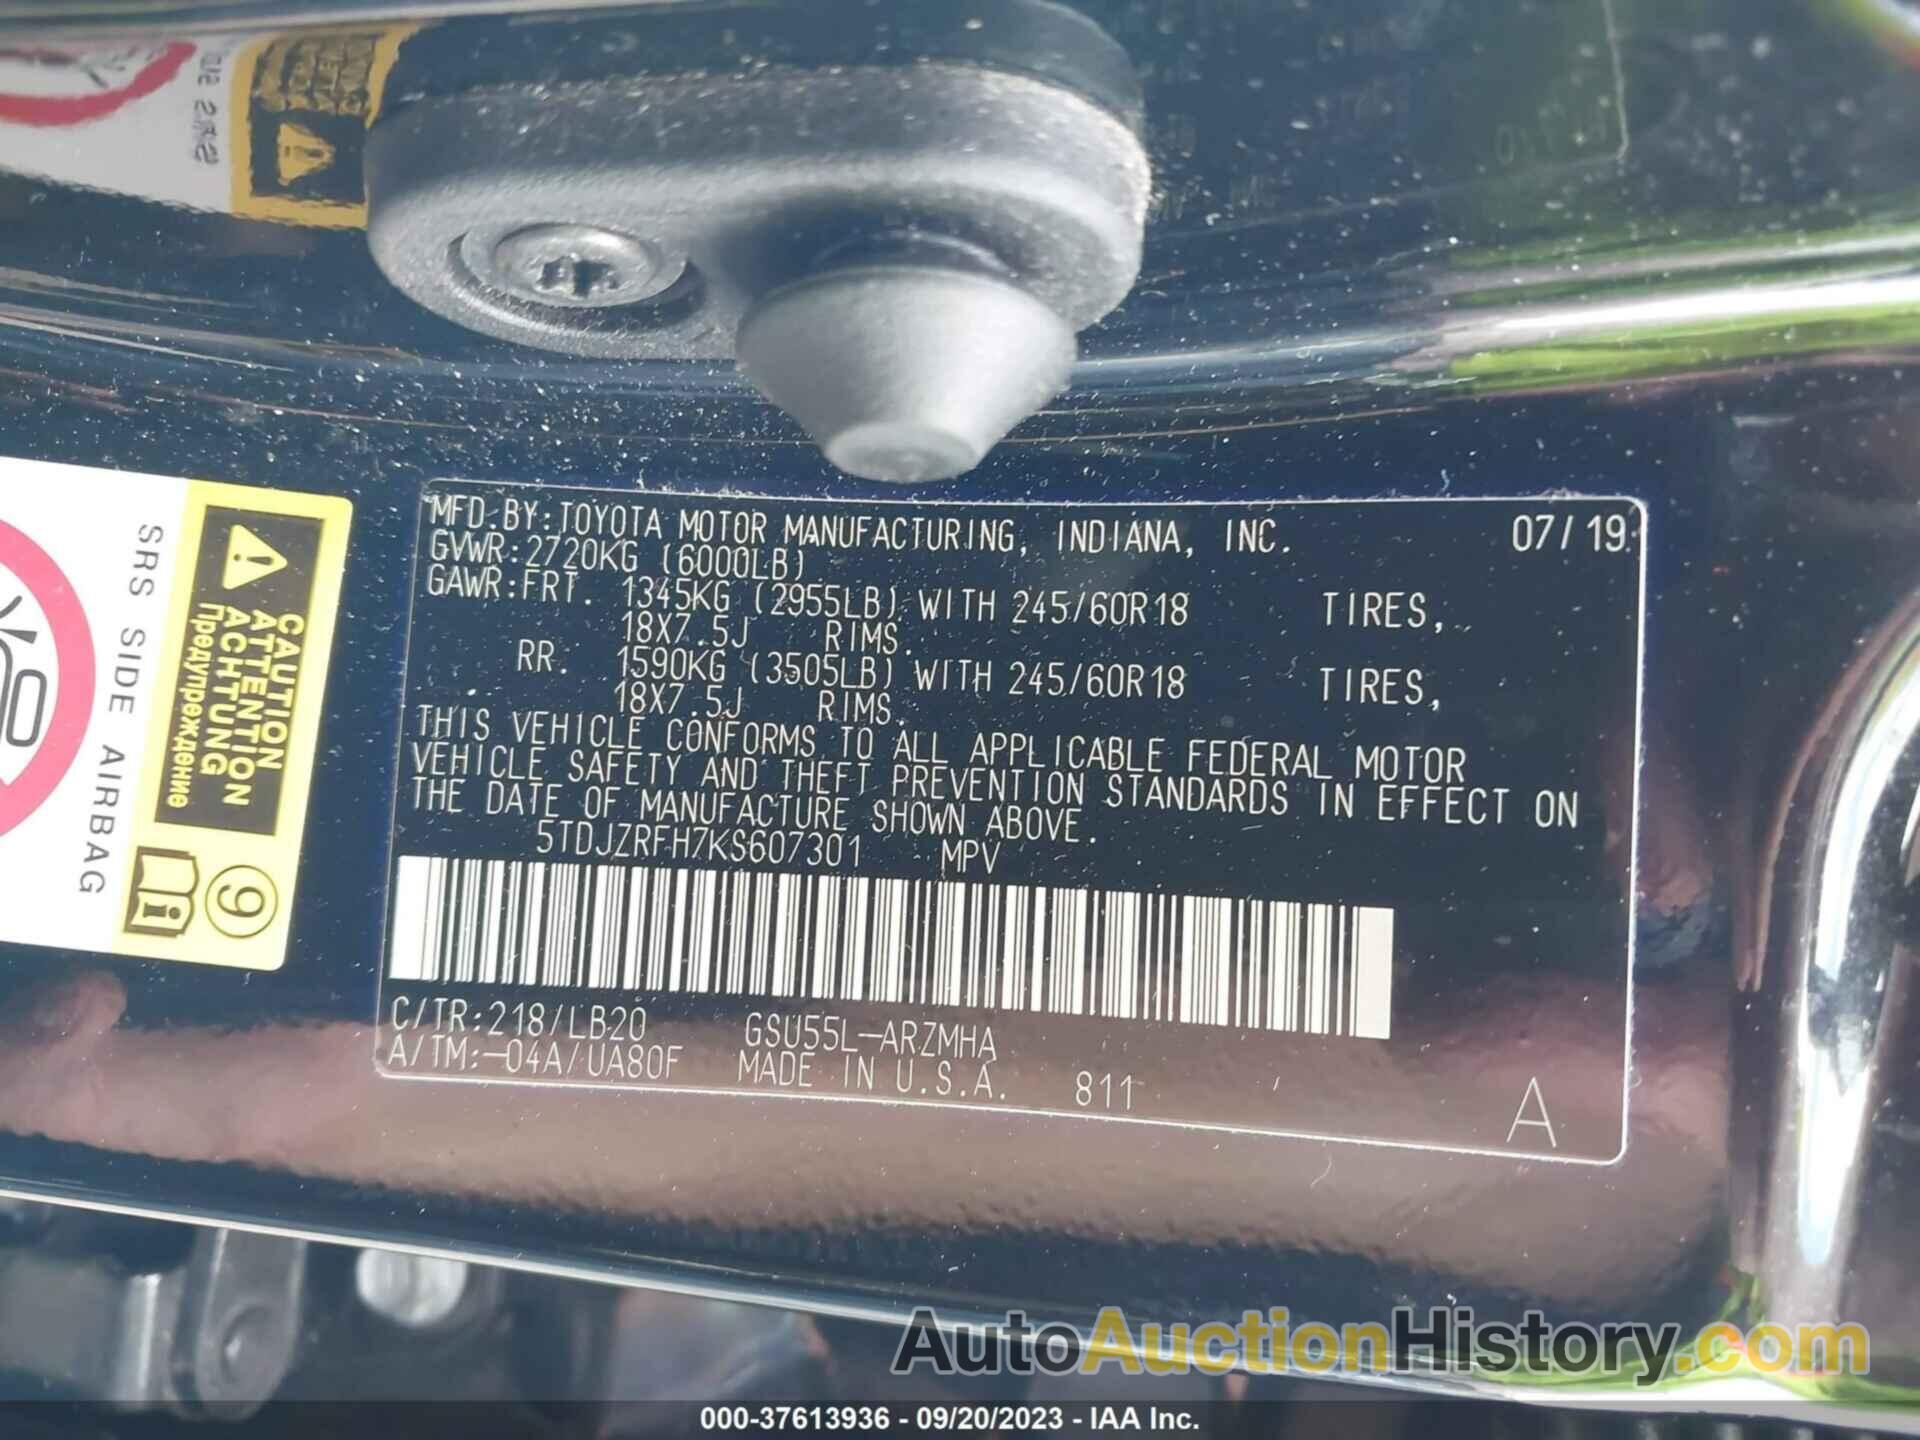 MFD.BY:TOYOTA MOTOR MANUFACTURING, INDIANA, INC. 07/19
GVWR:2720KG (6000LB)
GAWR:FRT. 1345KG (2955LB) WITH 245/60R18 TIRES,
18X7.5J RIMS.
RR. 1590KG (3505LB) WITH 245/60R18 TIRES,
18X7.5J RIMS.
THIS VEHICLE CONFORMS TO ALL APPLICABLE FEDERAL MOTOR
VEHICLE SAFETY AND THEFT PREVENTION STANDARDS IN EFFECT ON
THE DATE OF MANUFACTURE SHOWN ABOVE.
5TDJZRFH7KS607301 MPV
C/TR:218/LB20 GSU55L-ARZMHA
A/TM:-04A/UA80F MADE IN U.S.A. 811
A
SRS SIDE AIRBAG
CAUTION
ATTENTION
ACHTUNG
Предупреждение
9
i
AutoAuctionHistory.com
000-37613936 - 09/20/2023 - IAA Inc.